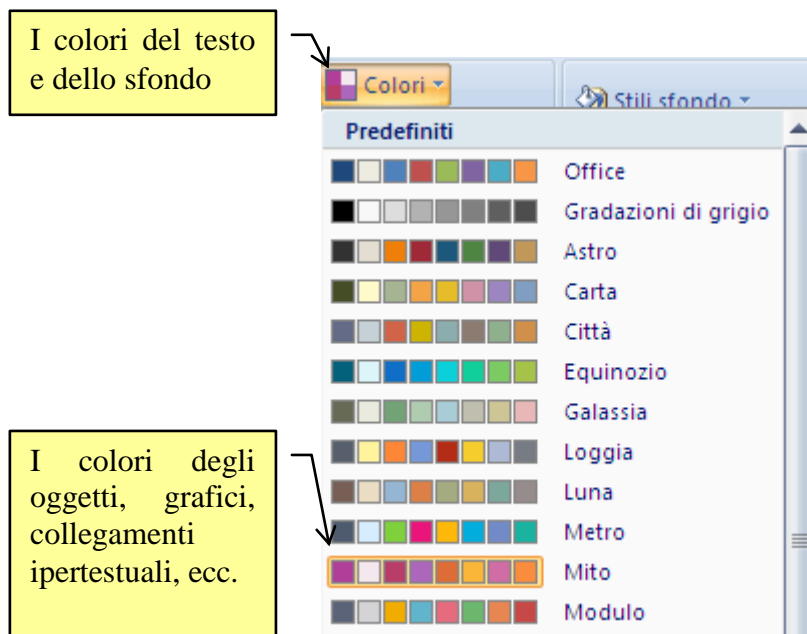 I colori del testo
e dello sfondo
Colori
Stili sfondo
Predefiniti
Office
Gradazioni di grigio
Astro
Carta
Città
Equinozio
Galassia
Loggia
Luna
Metro
Mito
Modulo
I colori degli
oggetti, grafici,
collegamenti
ipertestuali, ecc.